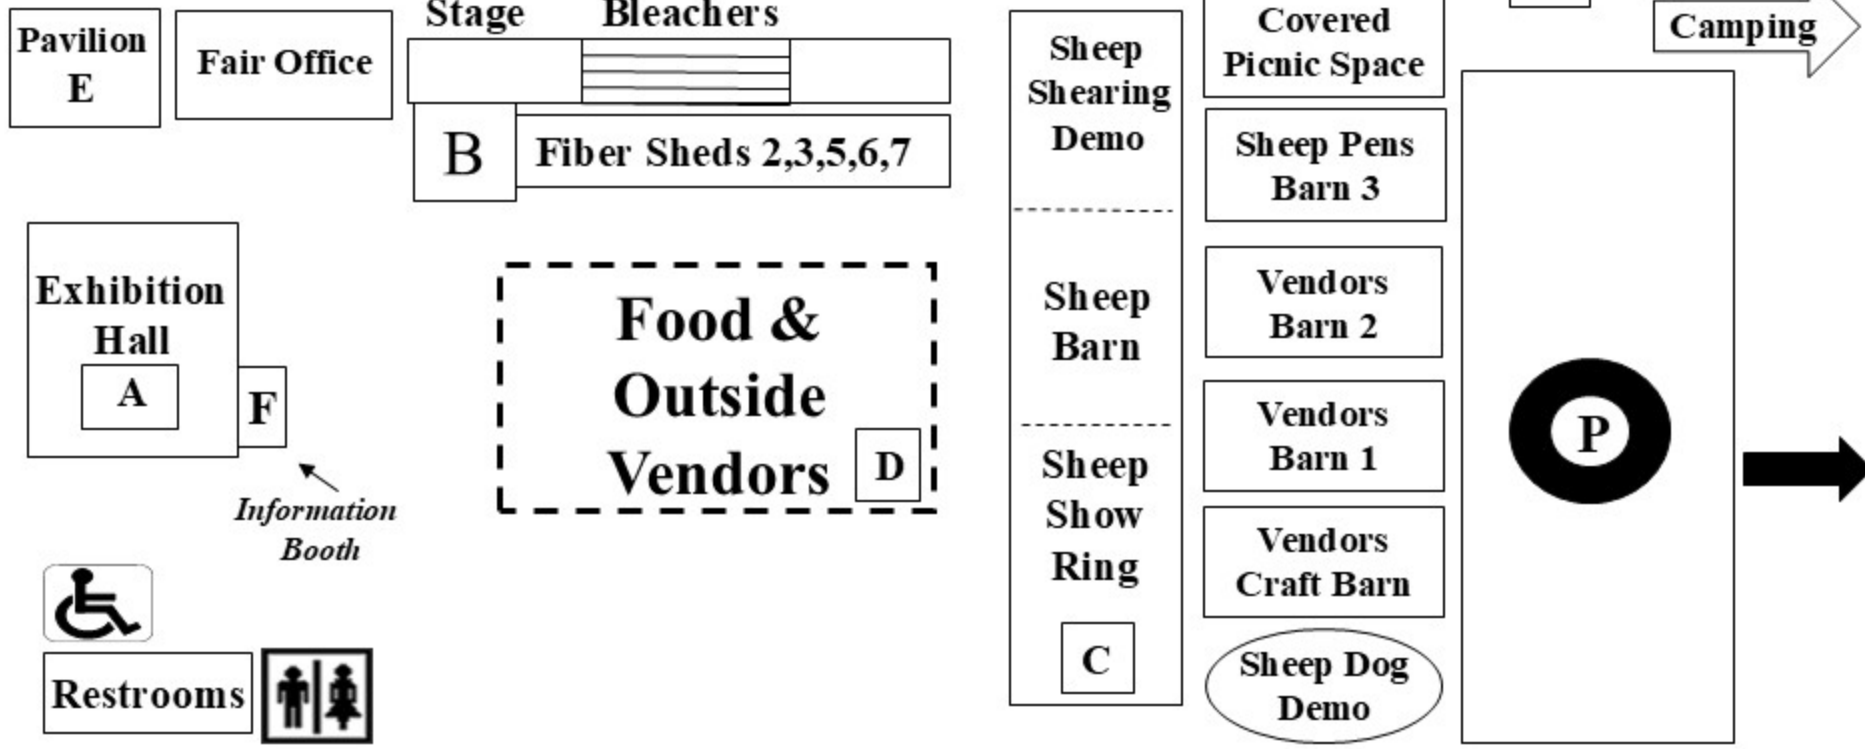 Pavilion
E
Fair Office
Stage
Bleachers
B
Fiber Sheds 2,3,5,6,7
Exhibition
Hall
A
F
Information
Booth
Restrooms
Food &
Outside
Vendors
D
Sheep
Shearing
Demo
Sheep
Barn
Sheep
Show
Ring
C
Covered
Picnic Space
Sheep Pens
Barn 3
Vendors
Barn 2
Vendors
Barn 1
Vendors
Craft Barn
Sheep Dog
Demo
Camping
P